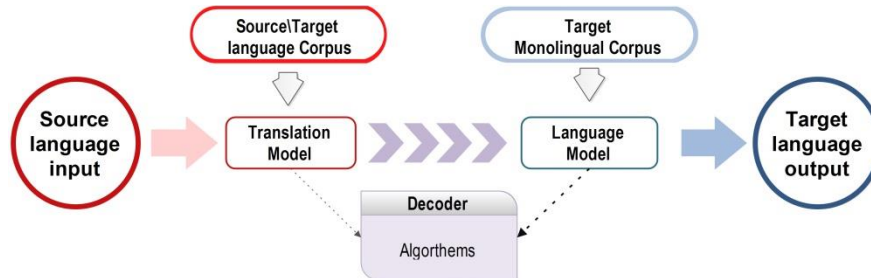 Source\Target
language Corpus
Target
Monolingual Corpus
Source
language
input
Translation
Model
Language
Model
Target
language
output
Decoder
Algorthems